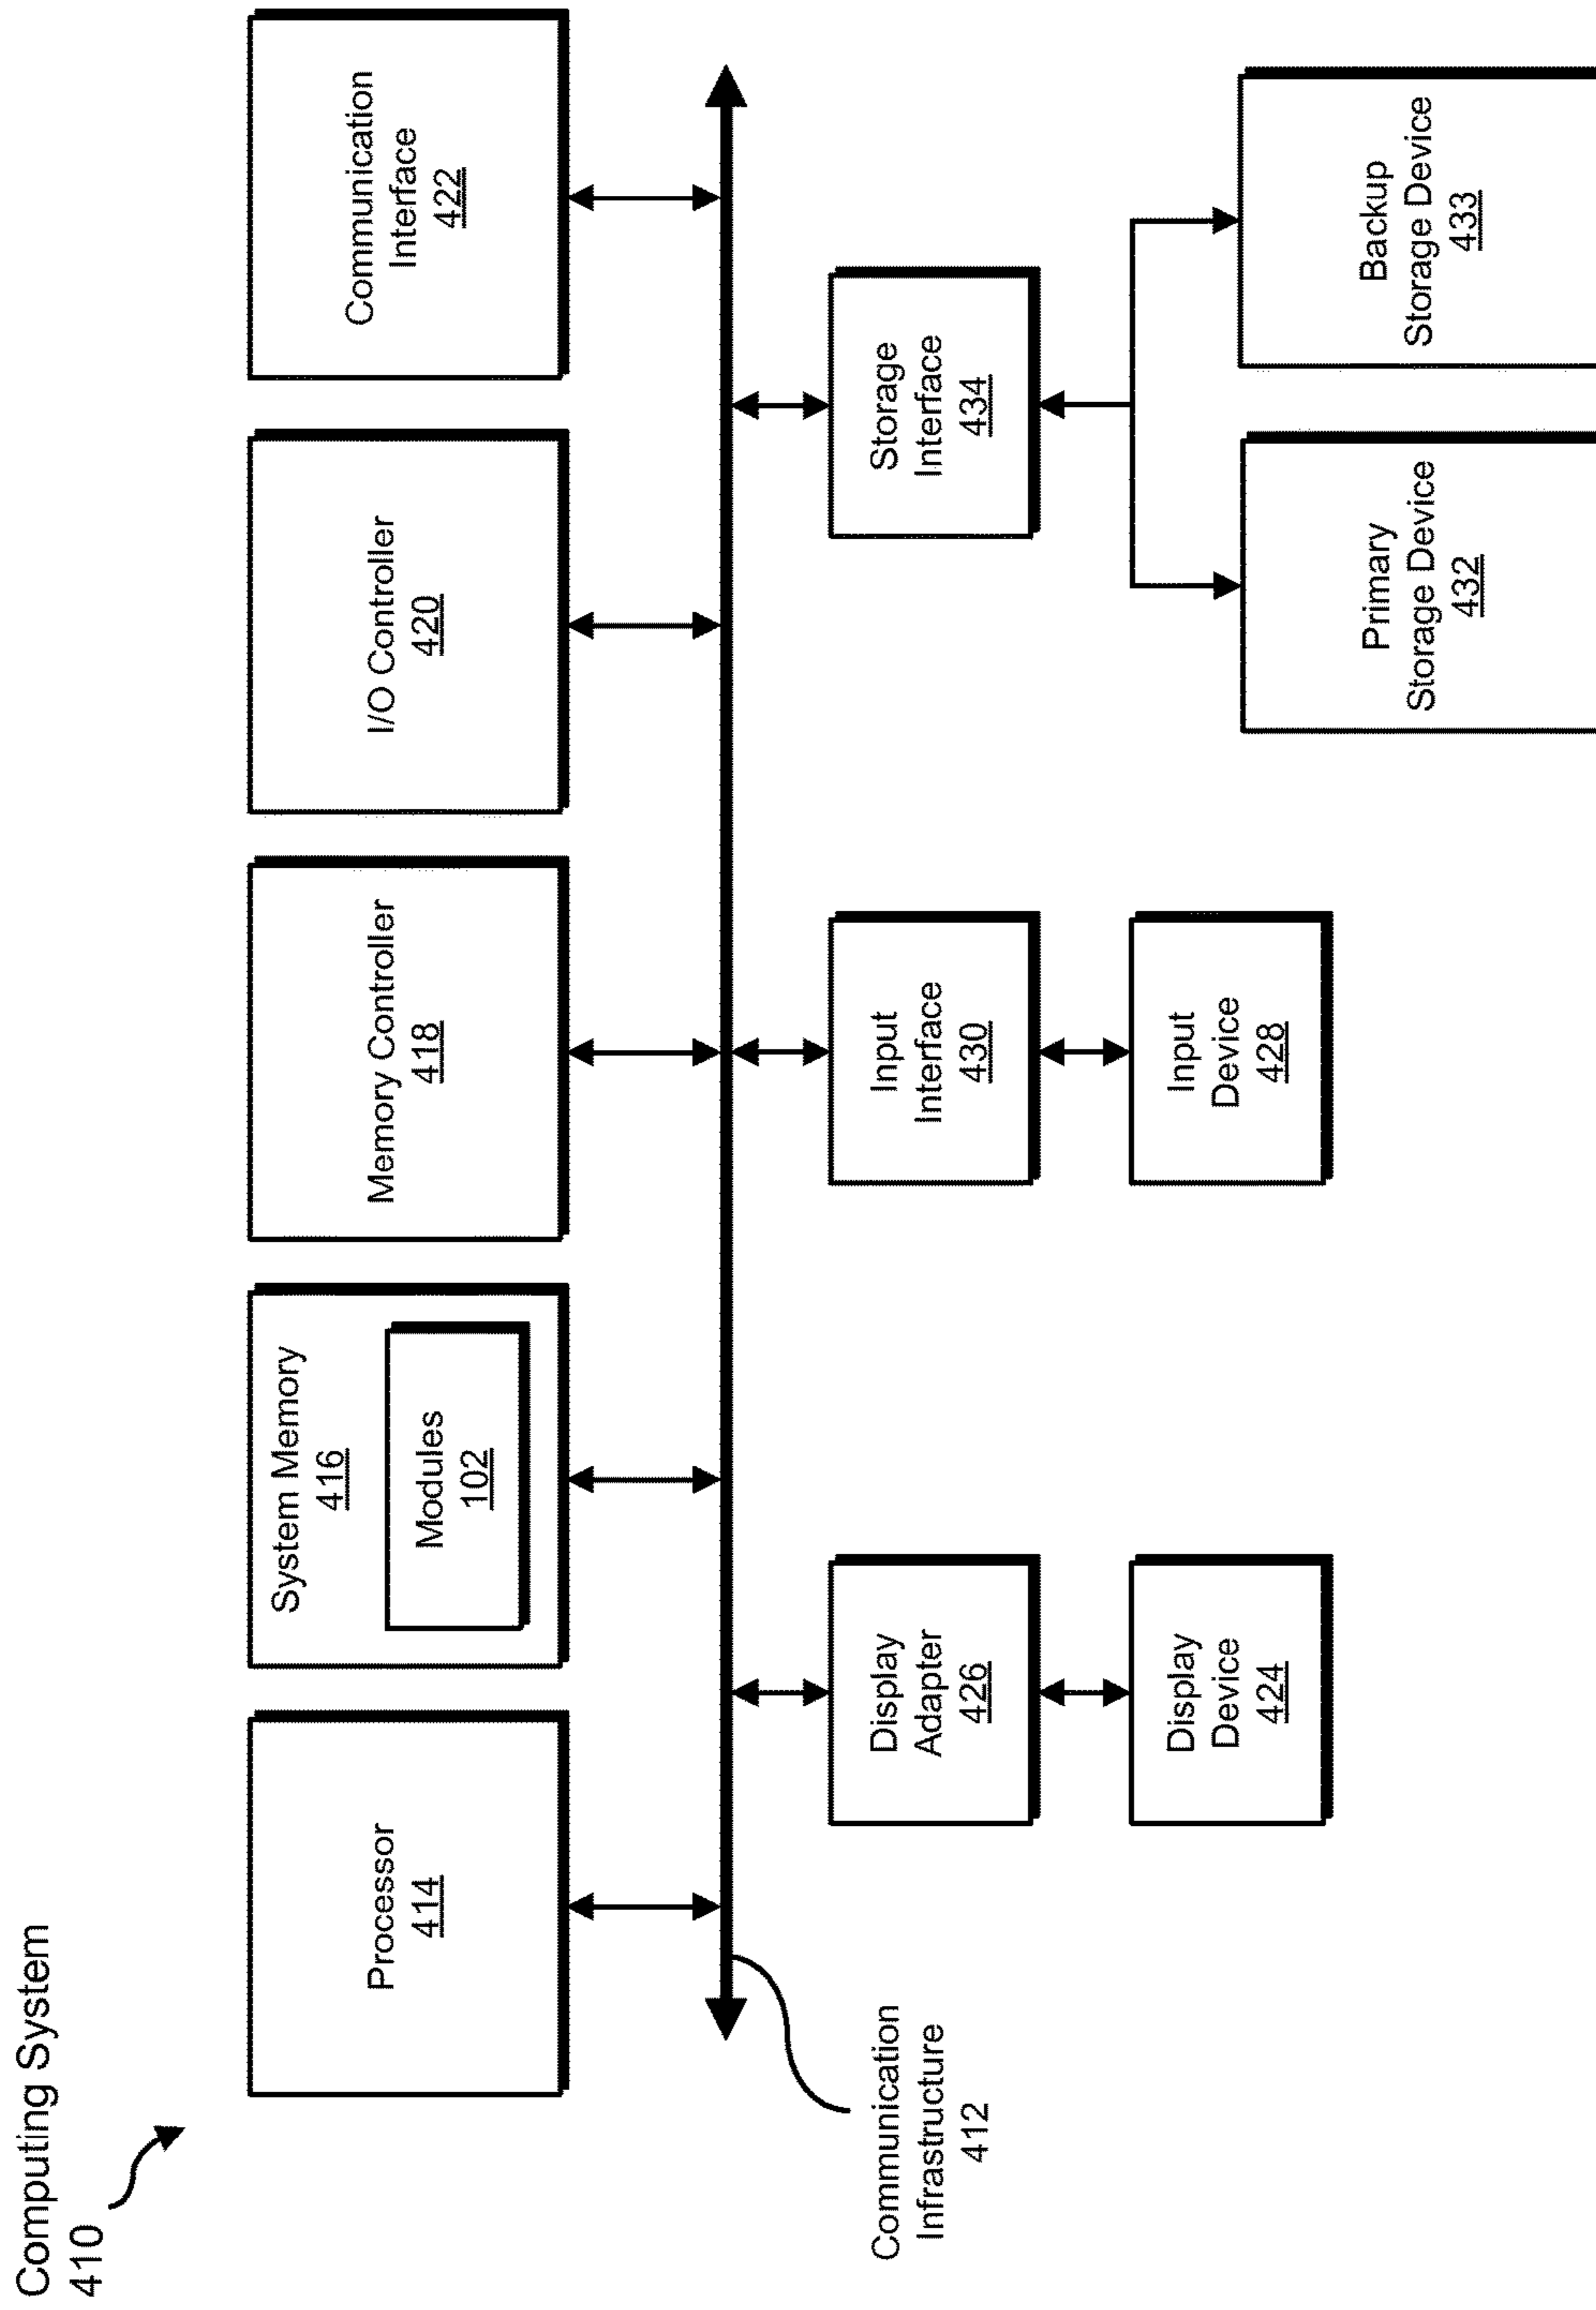 Computing System
410
Processor
414
System Memory
416
Modules
102
Memory Controller
418
I/O Controller
420
Communication
Interface
422
Communication
Infrastructure
412
Display
Adapter
426
Input
Interface
430
Storage
Interface
434
Display
Device
424
Input
Device
428
Primary
Storage Device
432
Backup
Storage Device
433